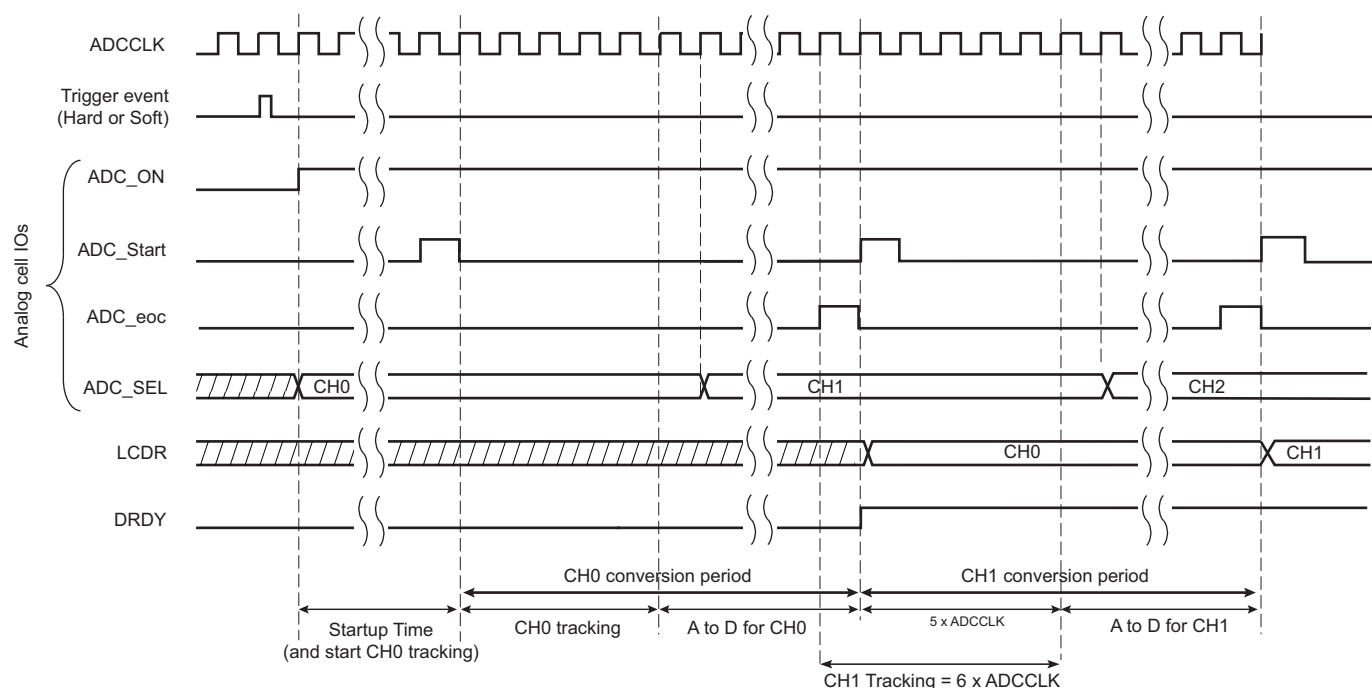 ADCCLK
Trigger event
(Hard or Soft)
Analog cell IOs
ADC_ON
ADC_Start
ADC_eoc
ADC_SEL
CH0
CH1
CH2
LCDR
CH0
CH1
DRDY
CH0 conversion period
CH1 conversion period
Startup Time
(and start CH0 tracking)
CH0 tracking
A to D for CH0
5 x ADCCLK
A to D for CH1
CH1 Tracking = 6 x ADCCLK